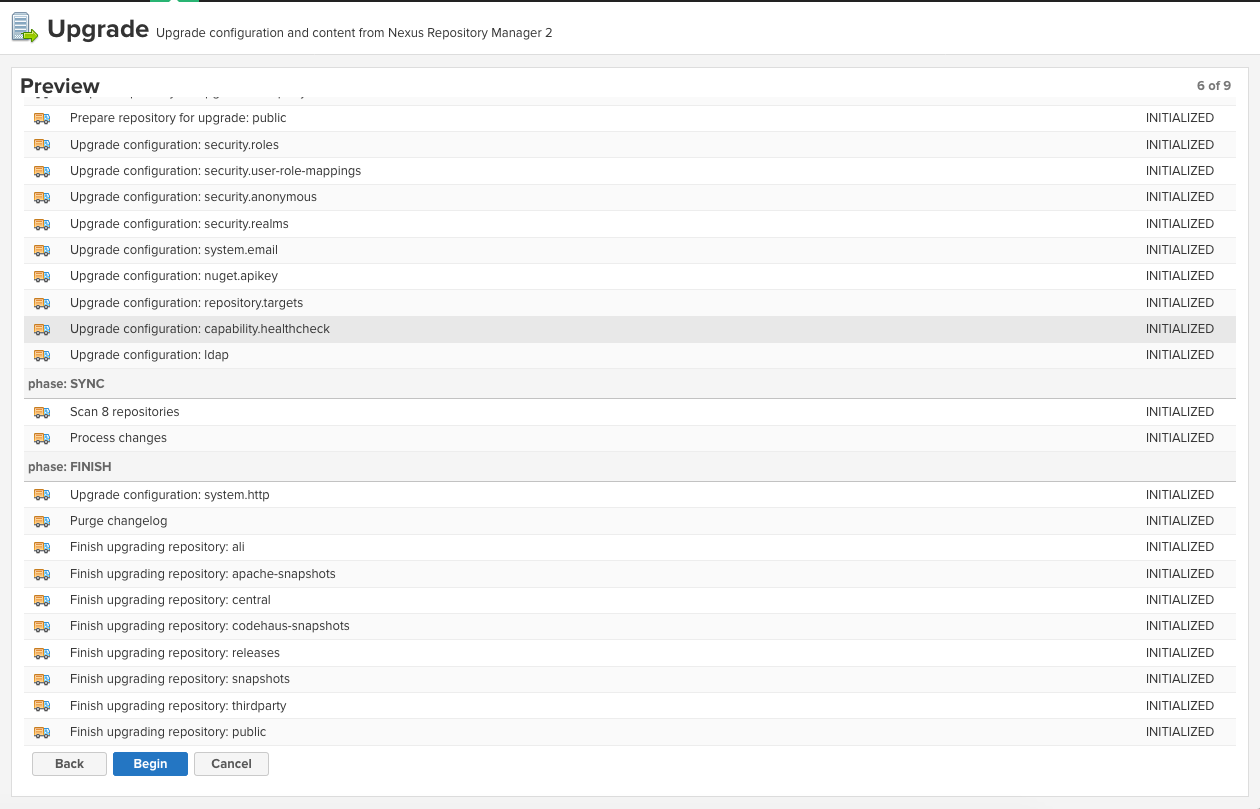 Upgrade Upgrade configuration and content from Nexus Repository Manager 2
Preview 6 of 9
Prepare repository for upgrade: public INITIALIZED
Upgrade configuration: security.roles INITIALIZED
Upgrade configuration: security.user-role-mappings INITIALIZED
Upgrade configuration: security.anonymous INITIALIZED
Upgrade configuration: security.realms INITIALIZED
Upgrade configuration: system.email INITIALIZED
Upgrade configuration: nuget.apikey INITIALIZED
Upgrade configuration: repository.targets INITIALIZED
Upgrade configuration: capability.healthcheck INITIALIZED
Upgrade configuration: ldap INITIALIZED
phase: SYNC
Scan 8 repositories INITIALIZED
Process changes INITIALIZED
phase: FINISH
Upgrade configuration: system.http INITIALIZED
Purge changelog INITIALIZED
Finish upgrading repository: ali INITIALIZED
Finish upgrading repository: apache-snapshots INITIALIZED
Finish upgrading repository: central INITIALIZED
Finish upgrading repository: codehaus-snapshots INITIALIZED
Finish upgrading repository: releases INITIALIZED
Finish upgrading repository: snapshots INITIALIZED
Finish upgrading repository: thirdparty INITIALIZED
Finish upgrading repository: public INITIALIZED
Back Begin Cancel